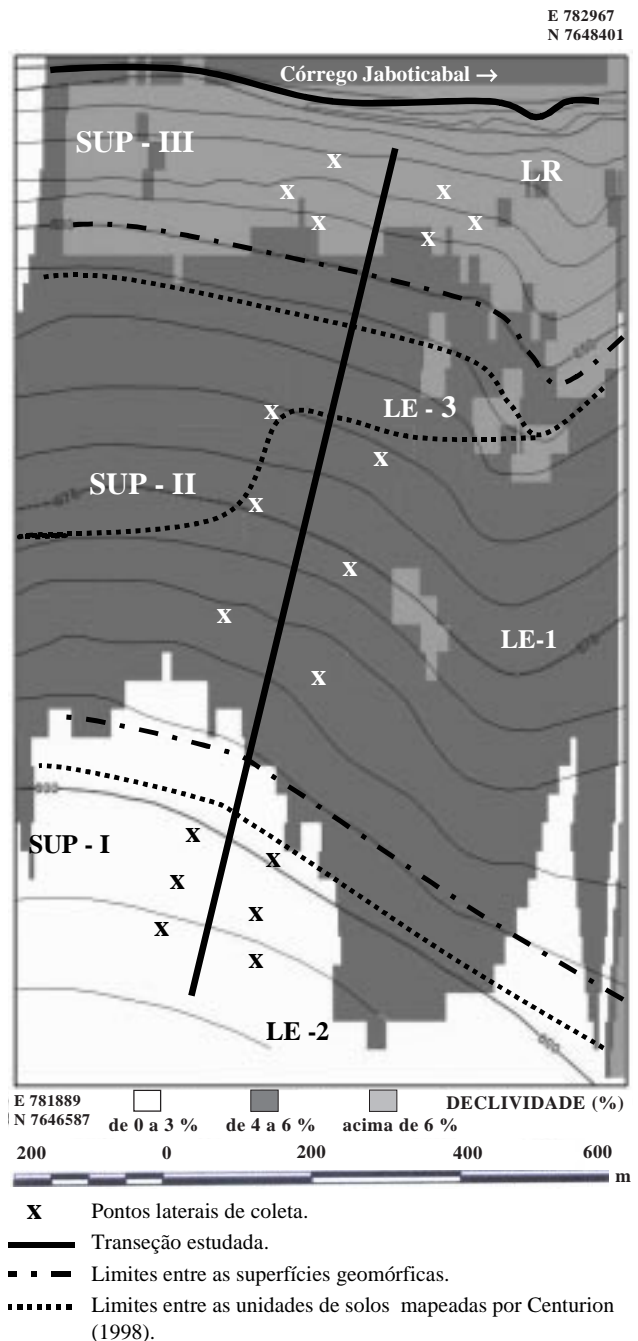 E 782967
N 7648401
Córrego Jaboticabal →
SUP - III
LR
LE - 3
SUP - II
LE-1
SUP - I
LE -2
E 781889
N 7646587
de 0 a 3 %
de 4 a 6 %
acima de 6 %
DECLIVIDADE (%)
200 0 200 400 600 m
x Pontos laterais de coleta.
Transeção estudada.
Limites entre as superfícies geomórficas.
Limites entre as unidades de solos mapeadas por Centurion
(1998).